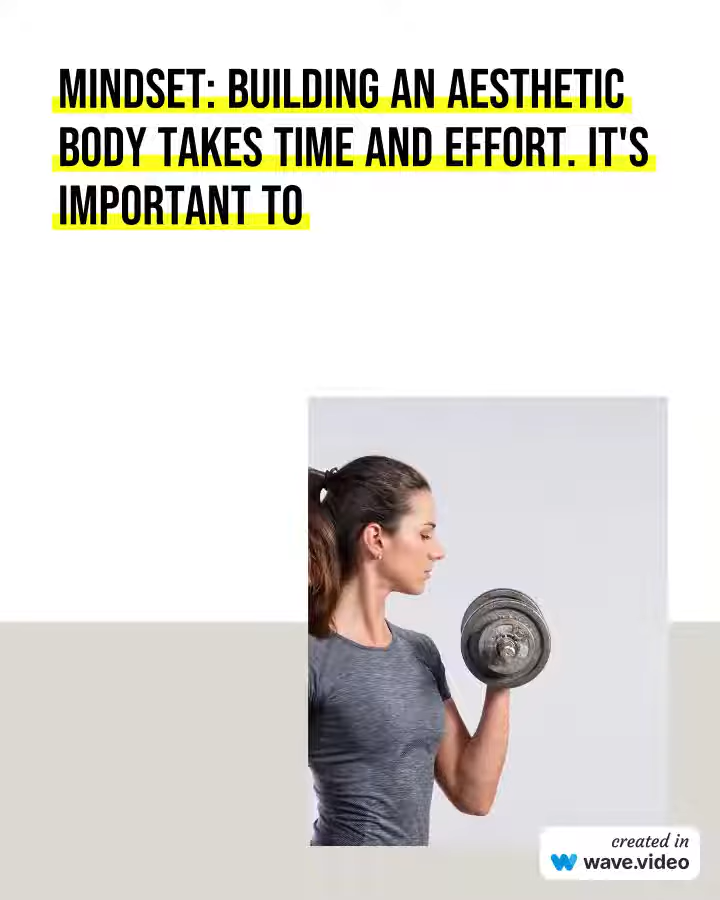 MINDSET: BUILDING AN AESTHETIC
BODY TAKES TIME AND EFFORT. IT'S
IMPORTANT TO
created in
wave.video